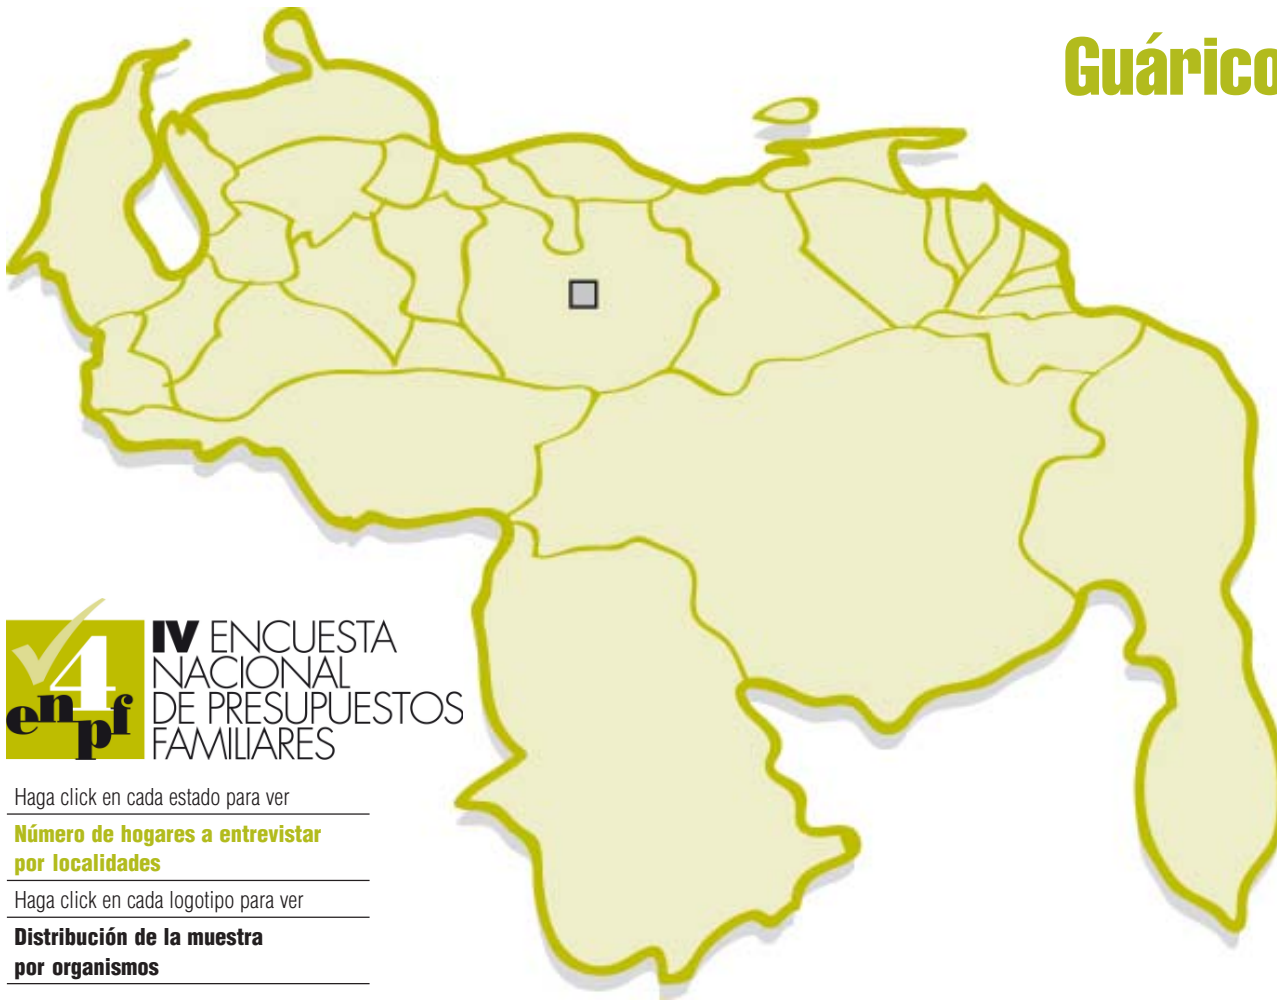 Guárico
IV ENCUESTA
NACIONAL
DE PRESUPUESTOS
FAMILIARES
4
enpf
Haga click en cada estado para ver
Número de hogares a entrevistar
por localidades
Haga click en cada logotipo para ver
Distribución de la muestra
por organismos